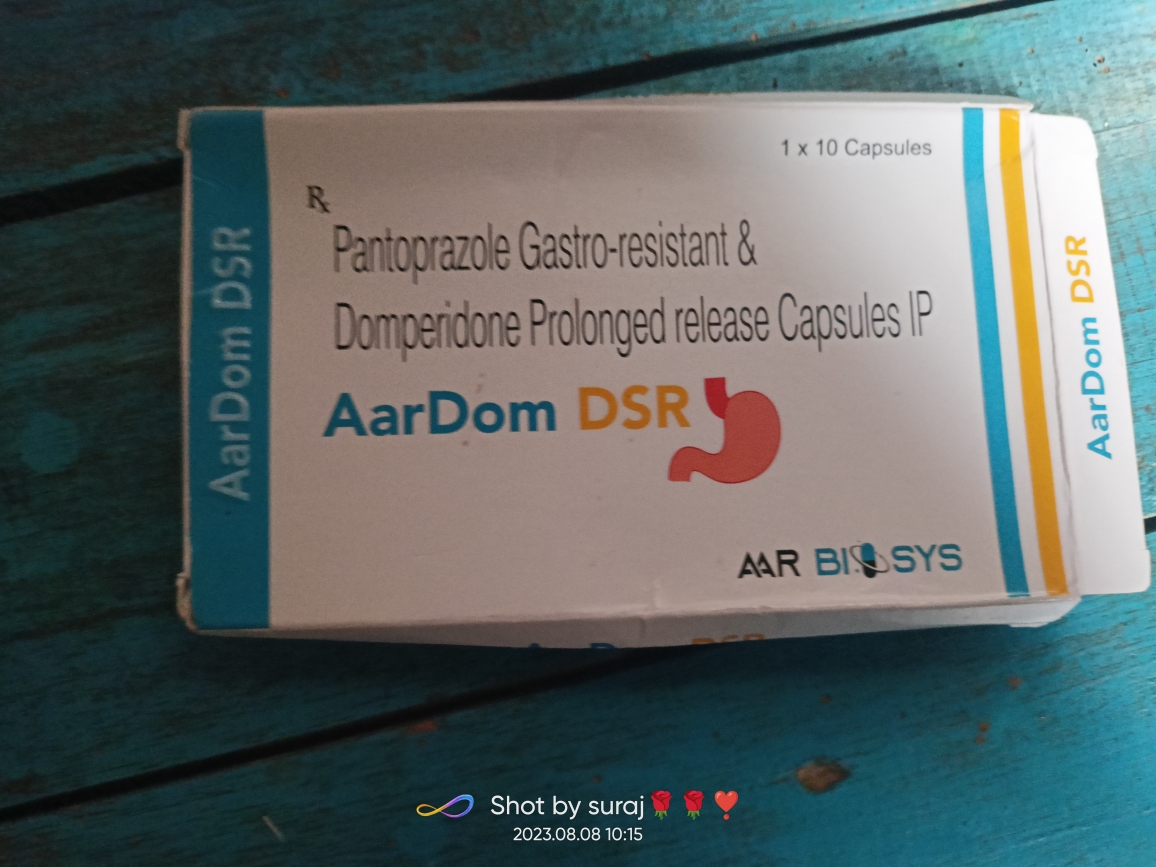 1 x 10 Capsules
Rx
Pantoprazole Gastro-resistant &
Domperidone Prolonged release Capsules IP
AarDom DSR
AAR BIOSYS
AarDom DSR
AarDom DSR
Shot by suraj🌹🌹❣️
2023.08.08 10:15